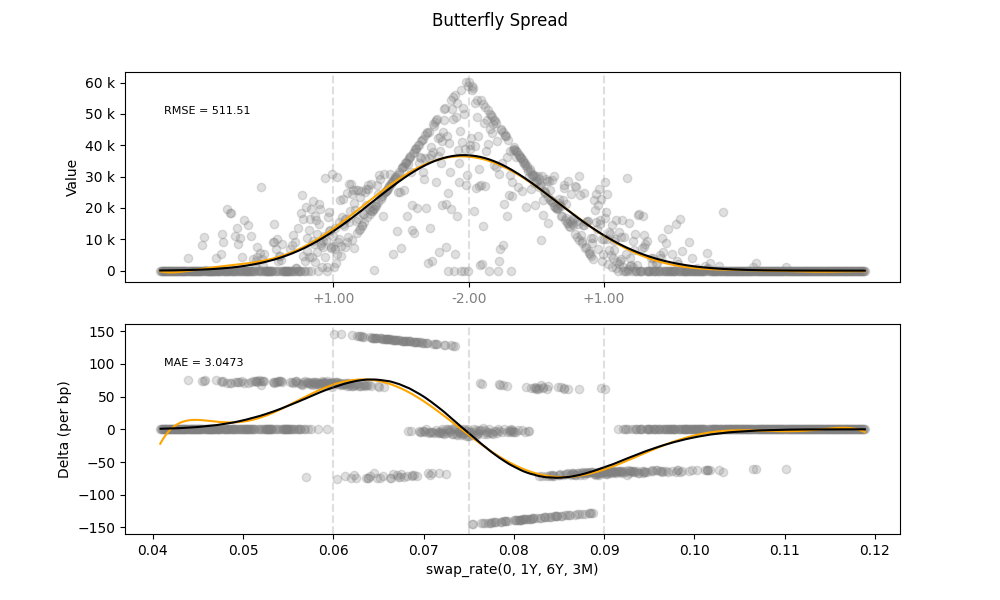 Butterfly Spread
60 k
50 k
40 k
30 k
20 k
10 k
0
Value
RMSE = 511.51
+1.00 -2.00 +1.00
150
100
50
0
−50
−100
−150
Delta (per bp)
MAE = 3.0473
0.04 0.05 0.06 0.07 0.08 0.09 0.10 0.11 0.12
swap_rate(0, 1Y, 6Y, 3M)